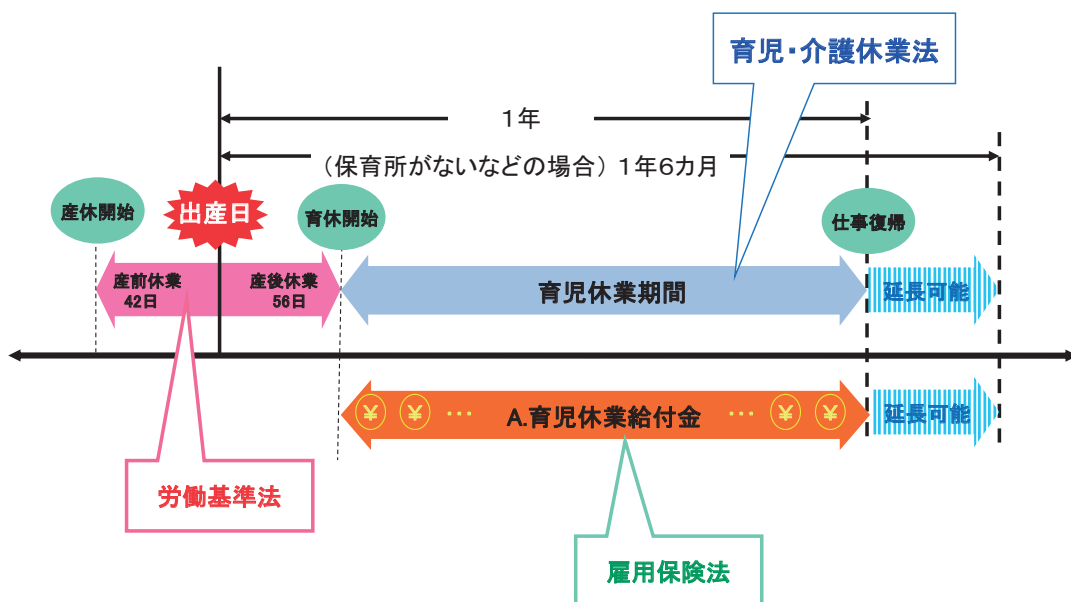 育児・介護休業法
1年
(保育所がないなどの場合) 1年6カ月
産休開始
出産日
育休開始
仕事復帰
産前休業
42日
産後休業
56日
育児休業期間
延長可能
¥ ¥ … A.育児休業給付金 … ¥ ¥
延長可能
労働基準法
雇用保険法